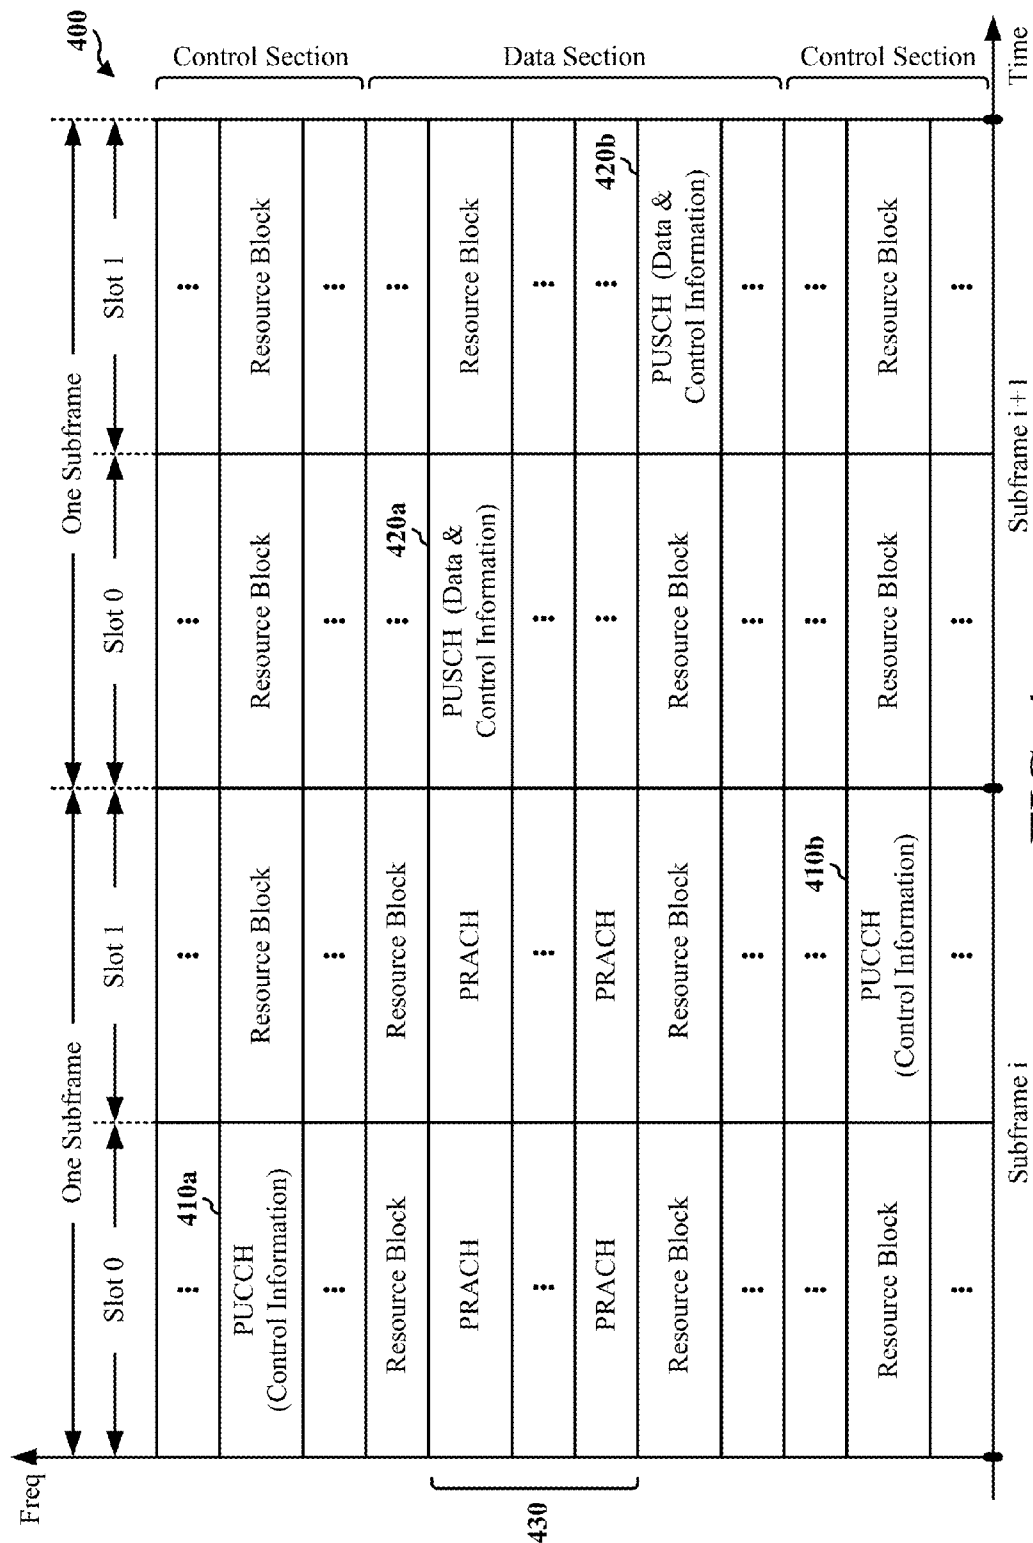 Freq
400
One Subframe One Subframe
Slot 0 Slot 1 Slot 0 Slot 1
... 410a ... ... ...
PUCCH
(Control Information) Resource Block Resource Block Resource Block
Control Section
... ... ... ...
Resource Block Resource Block ... 420a ...
PRACH PRACH PUSCH (Data &
Control Information) Resource Block
430 ... ... ... ...
Data Section
PRACH PRACH ... ... 420b
Resource Block Resource Block Resource Block PUSCH (Data &
Control Information)
... ... ... ...
... ... 410b ... ...
Resource Block PUCCH
(Control Information) Resource Block Resource Block
Control Section
... ... ... ...
Subframe i Subframe i+1 Time